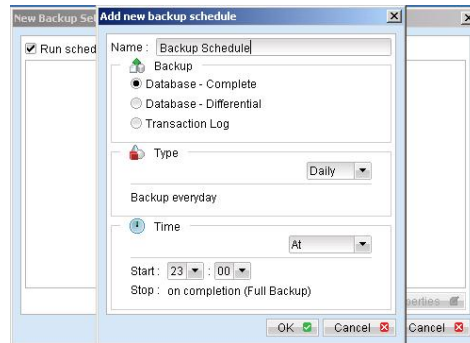 New Backup Set
Add new backup schedule
Run sched
Name : Backup Schedule
Backup
Database - Complete
Database - Differential
Transaction Log
Type
Daily
Backup everyday
Time
At
Start : 23 : 00
Stop : on completion (Full Backup)
perties
OK Cancel Cancel